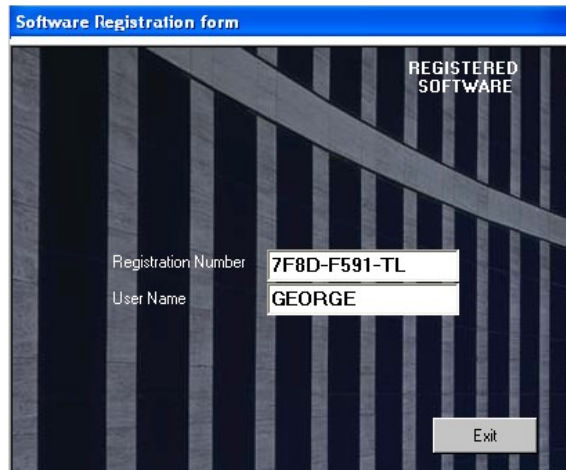 Software Registration form
REGISTERED
SOFTWARE
Registration Number
7F8D-F591-TL
User Name
GEORGE
Exit